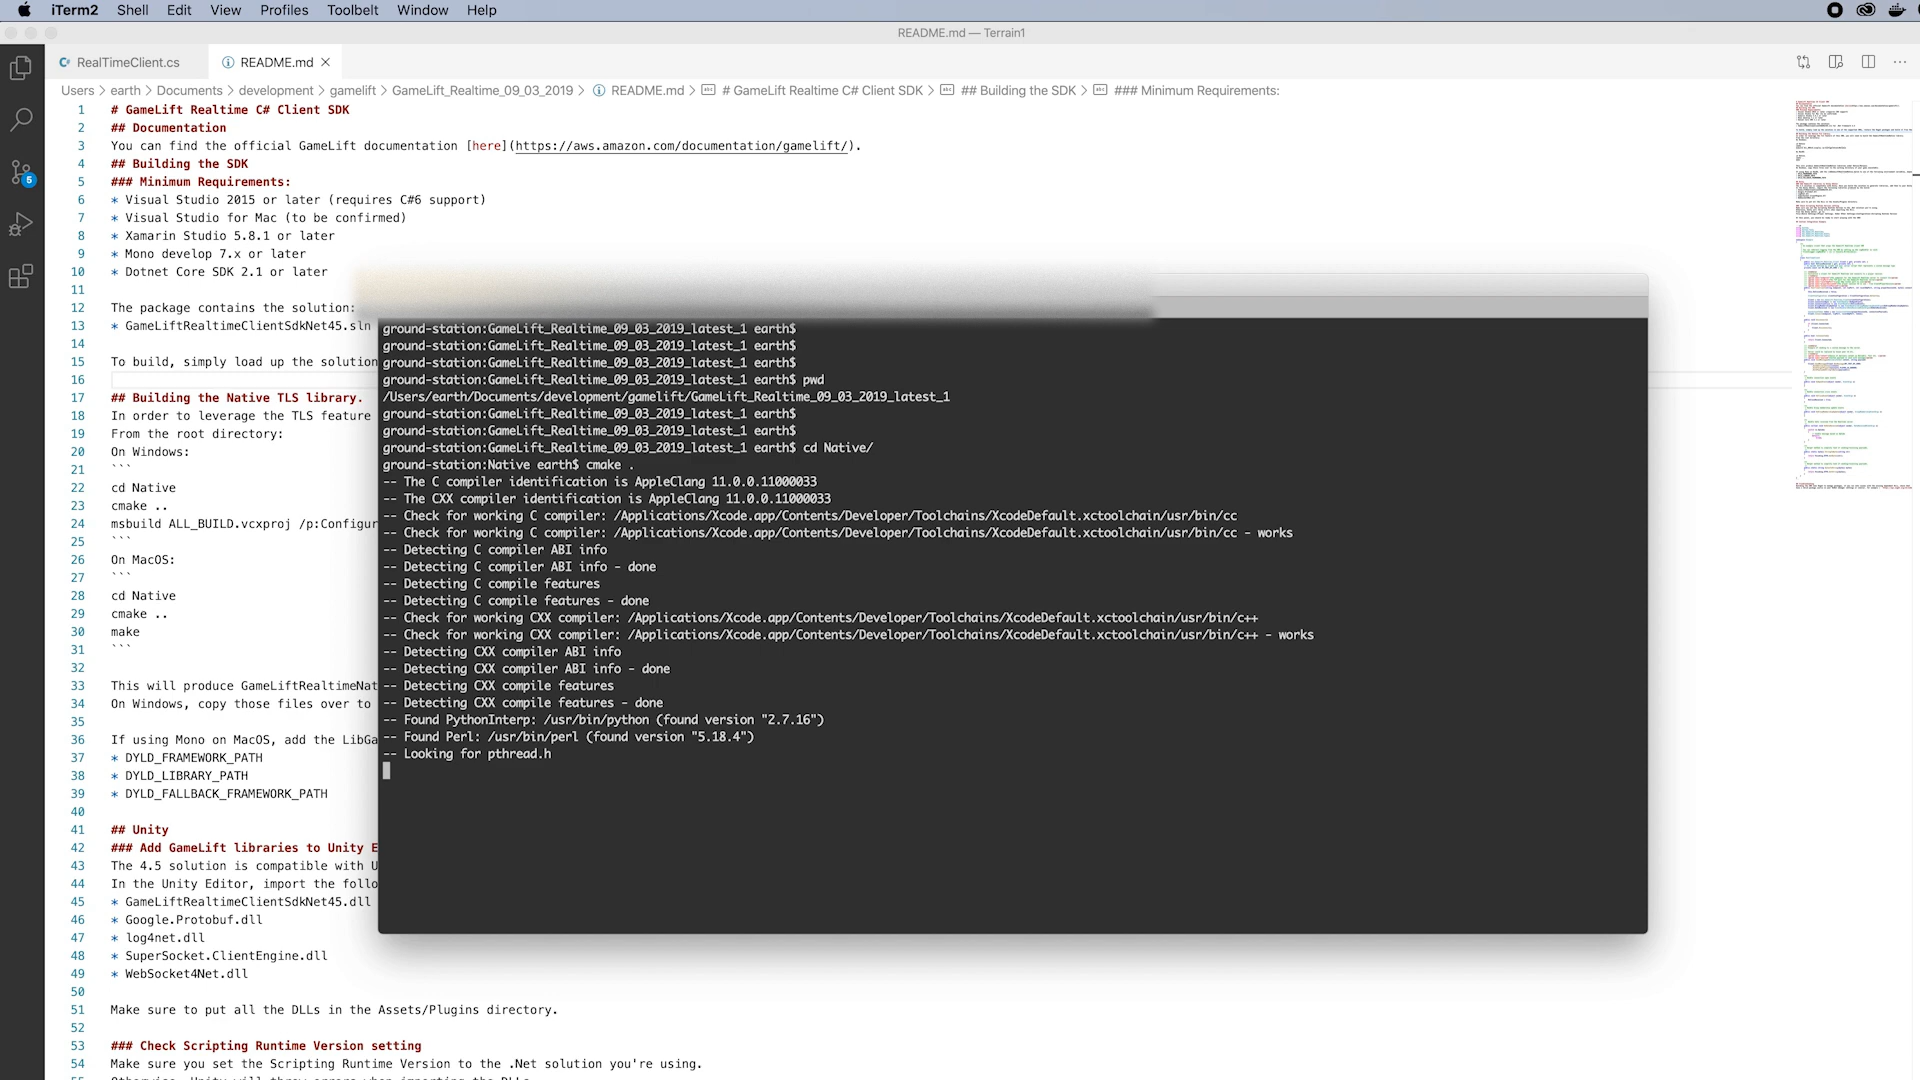 iTerm2 Shell Edit View Profiles Toolbelt Window Help
README.md — Terrain1
RealTimeClient.cs README.md
Users > earth > Documents > development > gamelift > GameLift_Realtime_09_03_2019 > README.md > # GameLift Realtime C# Client SDK > ## Building the SDK > ### Minimum Requirements:
1 # GameLift Realtime C# Client SDK
2 ## Documentation
3 You can find the official GameLift documentation [here](https://aws.amazon.com/documentation/gamelift/).
4 ## Building the SDK
5 ### Minimum Requirements:
6 * Visual Studio 2015 or later (requires C#6 support)
7 * Visual Studio for Mac (to be confirmed)
8 * Xamarin Studio 5.8.1 or later
9 * Mono develop 7.x or later
10 * Dotnet Core SDK 2.1 or later
11
12 The package contains the solution:
13 * GameLiftRealtimeClientSdkNet45.sln
14
15 To build, simply load up the solution
16
17 ## Building the Native TLS library.
18 In order to leverage the TLS feature
19 From the root directory:
20 On Windows:
21 ```
22 cd Native
23 cmake ..
24 msbuild ALL_BUILD.vcxproj /p:Configur
25 ```
26 On MacOS:
27 ```
28 cd Native
29 cmake ..
30 make
31 ```
32
33 This will produce GameLiftRealtimeNat
34 On Windows, copy those files over to
35
36 If using Mono on MacOS, add the LibGa
37 * DYLD_FRAMEWORK_PATH
38 * DYLD_LIBRARY_PATH
39 * DYLD_FALLBACK_FRAMEWORK_PATH
40
41 ## Unity
42 ### Add GameLift libraries to Unity E
43 The 4.5 solution is compatible with U
44 In the Unity Editor, import the follo
45 * GameLiftRealtimeClientSdkNet45.dll
46 * Google.Protobuf.dll
47 * log4net.dll
48 * SuperSocket.ClientEngine.dll
49 * WebSocket4Net.dll
50
51 Make sure to put all the DLLs in the Assets/Plugins directory.
52
53 ### Check Scripting Runtime Version setting
54 Make sure you set the Scripting Runtime Version to the .Net solution you're using.
5
ground-station:GameLift_Realtime_09_03_2019_latest_1 earth$
ground-station:GameLift_Realtime_09_03_2019_latest_1 earth$
ground-station:GameLift_Realtime_09_03_2019_latest_1 earth$
ground-station:GameLift_Realtime_09_03_2019_latest_1 earth$ pwd
/Users/earth/Documents/development/gamelift/GameLift_Realtime_09_03_2019_latest_1
ground-station:GameLift_Realtime_09_03_2019_latest_1 earth$
ground-station:GameLift_Realtime_09_03_2019_latest_1 earth$
ground-station:GameLift_Realtime_09_03_2019_latest_1 earth$ cd Native/
ground-station:Native earth$ cmake .
-- The C compiler identification is AppleClang 11.0.0.11000033
-- The CXX compiler identification is AppleClang 11.0.0.11000033
-- Check for working C compiler: /Applications/Xcode.app/Contents/Developer/Toolchains/XcodeDefault.xctoolchain/usr/bin/cc
-- Check for working C compiler: /Applications/Xcode.app/Contents/Developer/Toolchains/XcodeDefault.xctoolchain/usr/bin/cc - works
-- Detecting C compiler ABI info
-- Detecting C compiler ABI info - done
-- Detecting C compile features
-- Detecting C compile features - done
-- Check for working CXX compiler: /Applications/Xcode.app/Contents/Developer/Toolchains/XcodeDefault.xctoolchain/usr/bin/c++
-- Check for working CXX compiler: /Applications/Xcode.app/Contents/Developer/Toolchains/XcodeDefault.xctoolchain/usr/bin/c++ - works
-- Detecting CXX compiler ABI info
-- Detecting CXX compiler ABI info - done
-- Detecting CXX compile features
-- Detecting CXX compile features - done
-- Found PythonInterp: /usr/bin/python (found version "2.7.16")
-- Found Perl: /usr/bin/perl (found version "5.18.4")
-- Looking for pthread.h